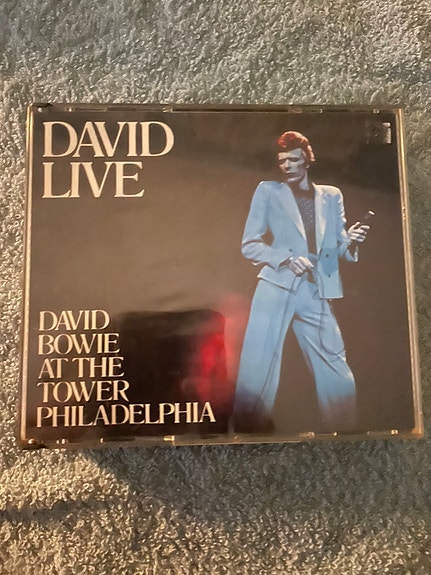 DAVID
LIVE
DAVID
BOWIE
AT THE
TOWER
PHILADELPHIA